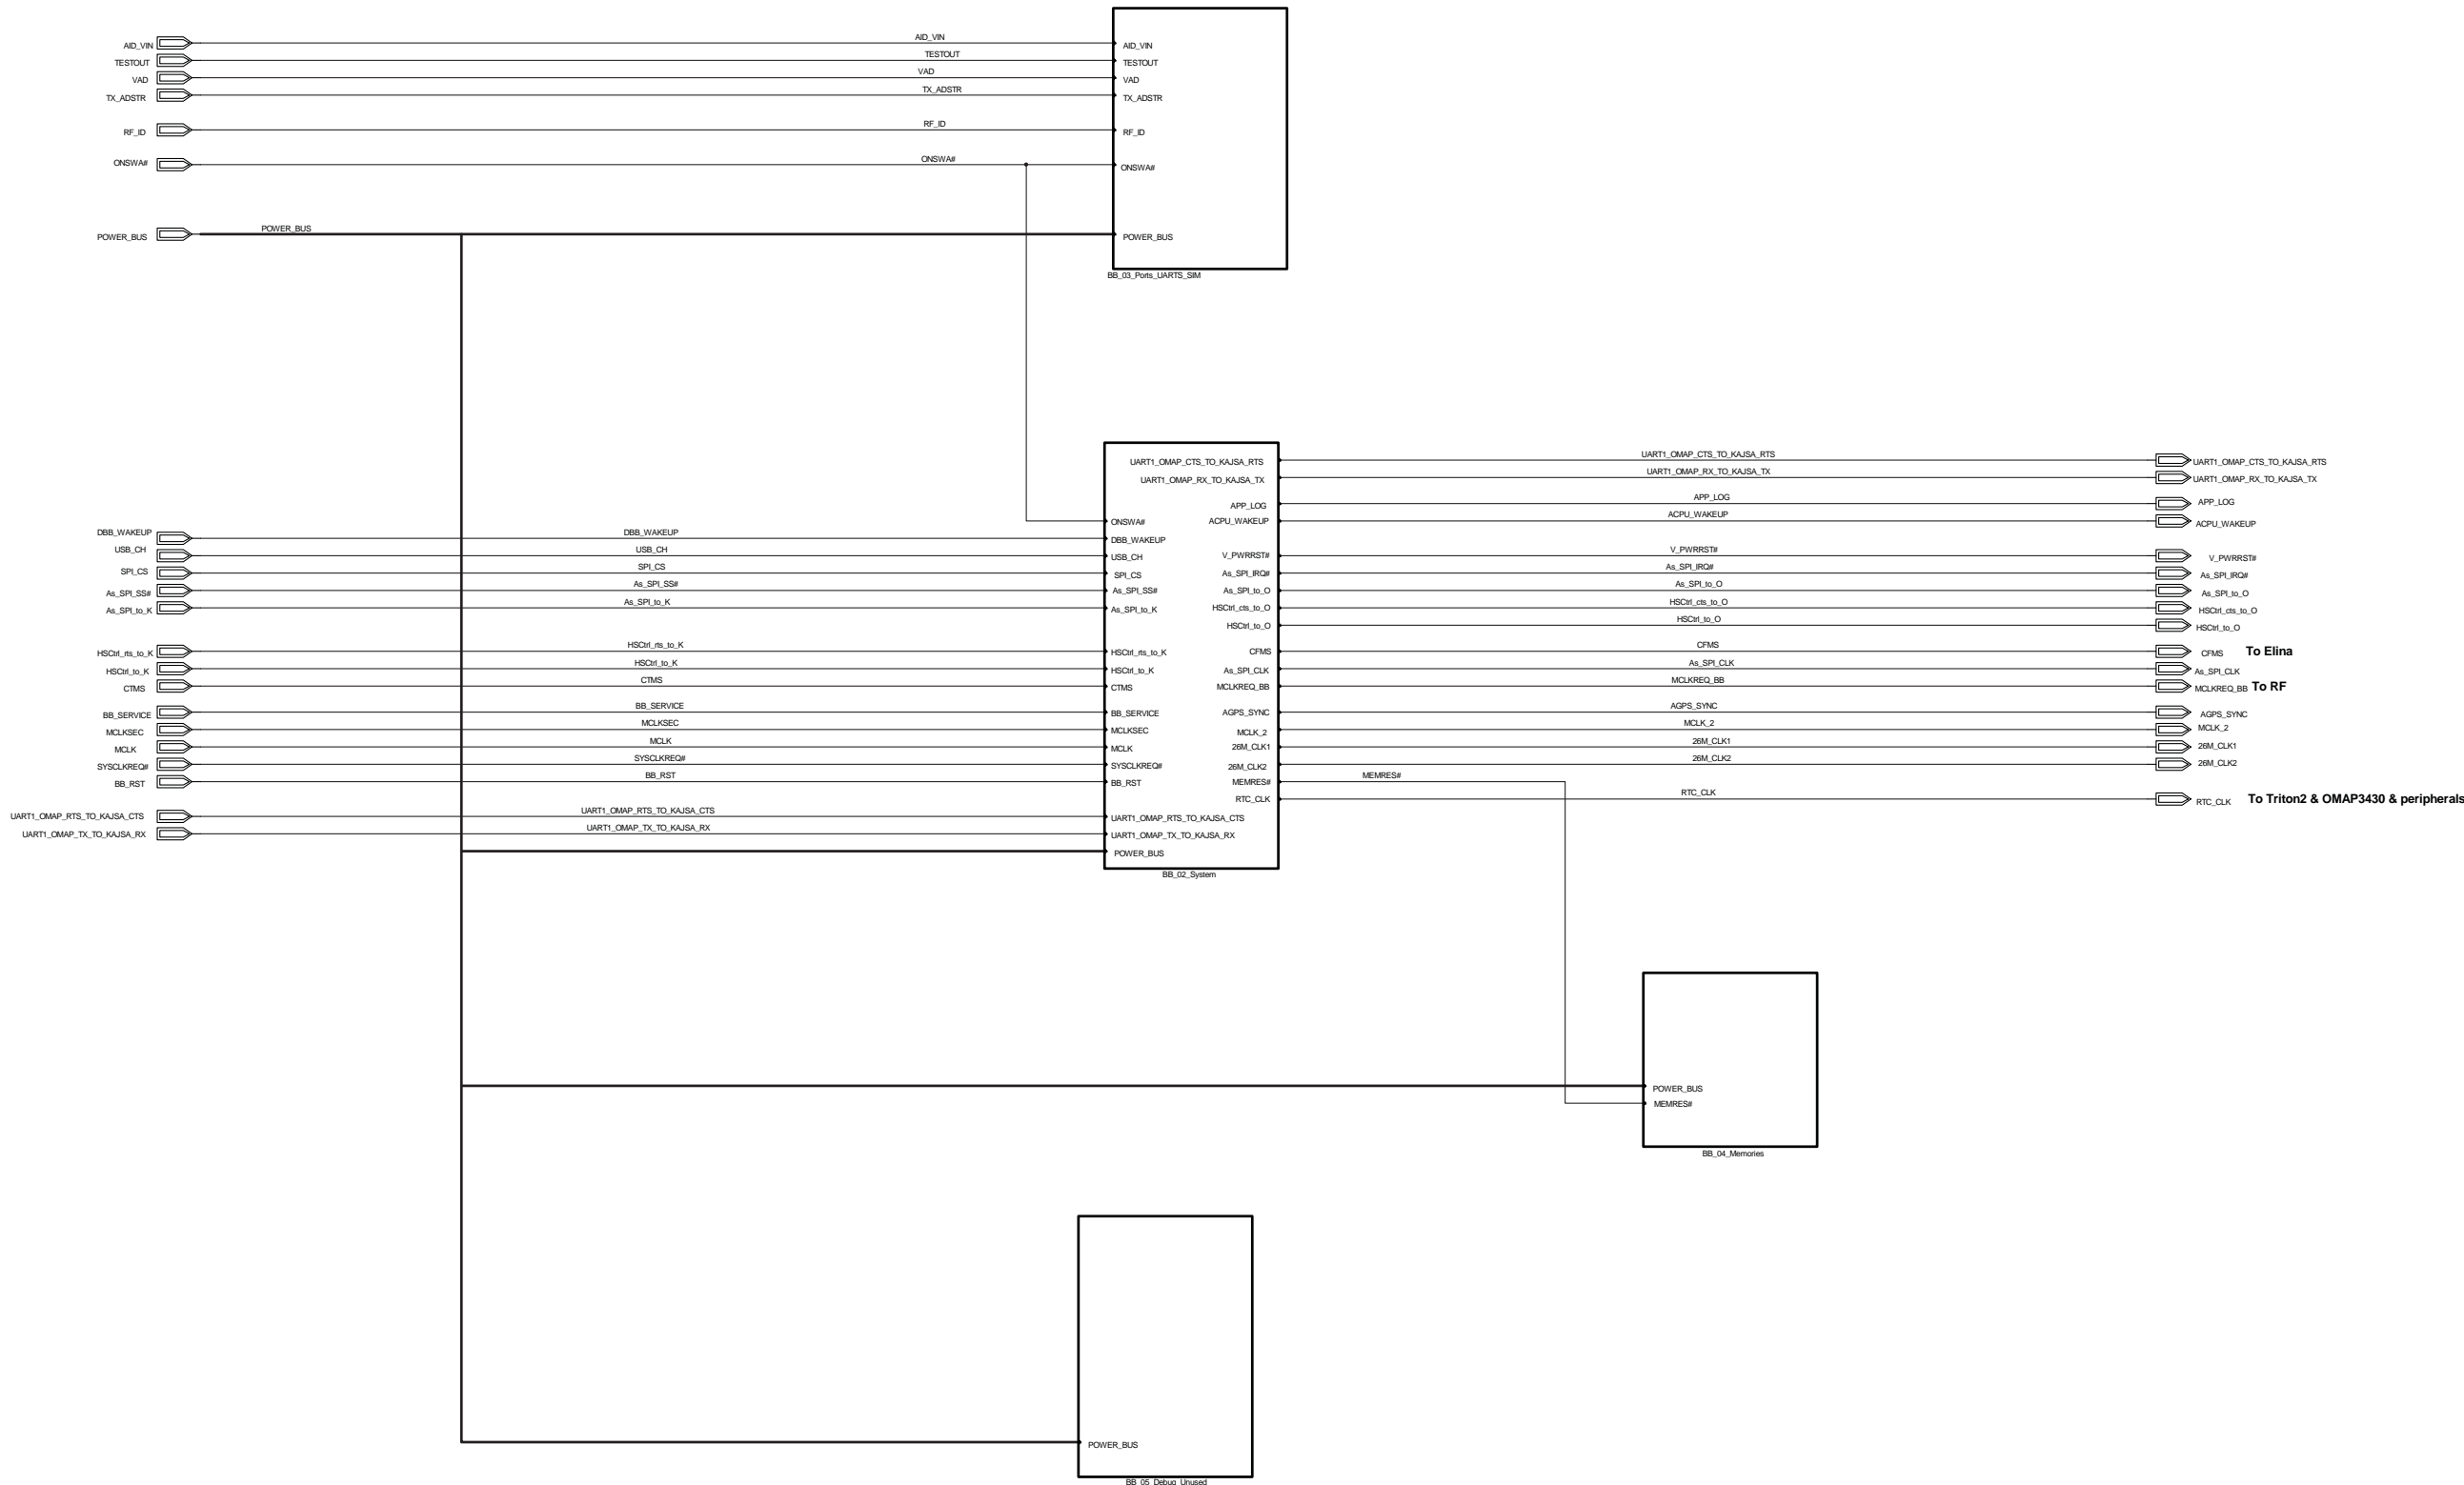 AID_VIN AID_VIN AID_VIN
TESTOUT TESTOUT TESTOUT
VAD VAD VAD
TX_ADSTR TX_ADSTR TX_ADSTR
RF_ID RF_ID RF_ID
ONSWA# ONSWA# ONSWA#
POWER_BUS POWER_BUS POWER_BUS
BB_03_Ports_UARTS_SIM
UART1_OMAP_CTS_TO_KAJSA_RTS UART1_OMAP_CTS_TO_KAJSA_RTS UART1_OMAP_CTS_TO_KAJSA_RTS
UART1_OMAP_RX_TO_KAJSA_TX UART1_OMAP_RX_TO_KAJSA_TX UART1_OMAP_RX_TO_KAJSA_TX
APP_LOG APP_LOG APP_LOG
ONSWA# ACPU_WAKEUP ACPU_WAKEUP ACPU_WAKEUP
DBB_WAKEUP DBB_WAKEUP DBB_WAKEUP
USB_CH USB_CH USB_CH V_PWRRST# V_PWRRST# V_PWRRST#
SPI_CS SPI_CS SPI_CS As_SPI_IRQ# As_SPI_IRQ# As_SPI_IRQ#
As_SPI_SS# As_SPI_SS# As_SPI_SS# As_SPI_to_O As_SPI_to_O As_SPI_to_O
As_SPI_to_K As_SPI_to_K As_SPI_to_K HSCtrl_cts_to_O HSCtrl_cts_to_O HSCtrl_cts_to_O
HSCtrl_to_O HSCtrl_to_O HSCtrl_to_O
HSCtrl_rts_to_K HSCtrl_rts_to_K HSCtrl_rts_to_K CFMS CFMS CFMS To Elina
HSCtrl_to_K HSCtrl_to_K HSCtrl_to_K As_SPI_CLK As_SPI_CLK As_SPI_CLK
CTMS CTMS CTMS MCLKREQ_BB MCLKREQ_BB MCLKREQ_BB To RF
BB_SERVICE BB_SERVICE BB_SERVICE AGPS_SYNC AGPS_SYNC AGPS_SYNC
MCLKSEC MCLKSEC MCLKSEC MCLK_2 MCLK_2 MCLK_2
MCLK MCLK MCLK 26M_CLK1 26M_CLK1 26M_CLK1
SYSCLKREQ# SYSCLKREQ# SYSCLKREQ# 26M_CLK2 26M_CLK2 26M_CLK2
BB_RST BB_RST BB_RST MEMRES# MEMRES#
RTC_CLK RTC_CLK RTC_CLK To Triton2 & OMAP3430 & peripherals
UART1_OMAP_RTS_TO_KAJSA_CTS UART1_OMAP_RTS_TO_KAJSA_CTS UART1_OMAP_RTS_TO_KAJSA_CTS
UART1_OMAP_TX_TO_KAJSA_RX UART1_OMAP_TX_TO_KAJSA_RX UART1_OMAP_TX_TO_KAJSA_RX
POWER_BUS
BB_02_System
POWER_BUS
MEMRES#
BB_04_Memories
POWER_BUS
BB_05_Debug_Unused